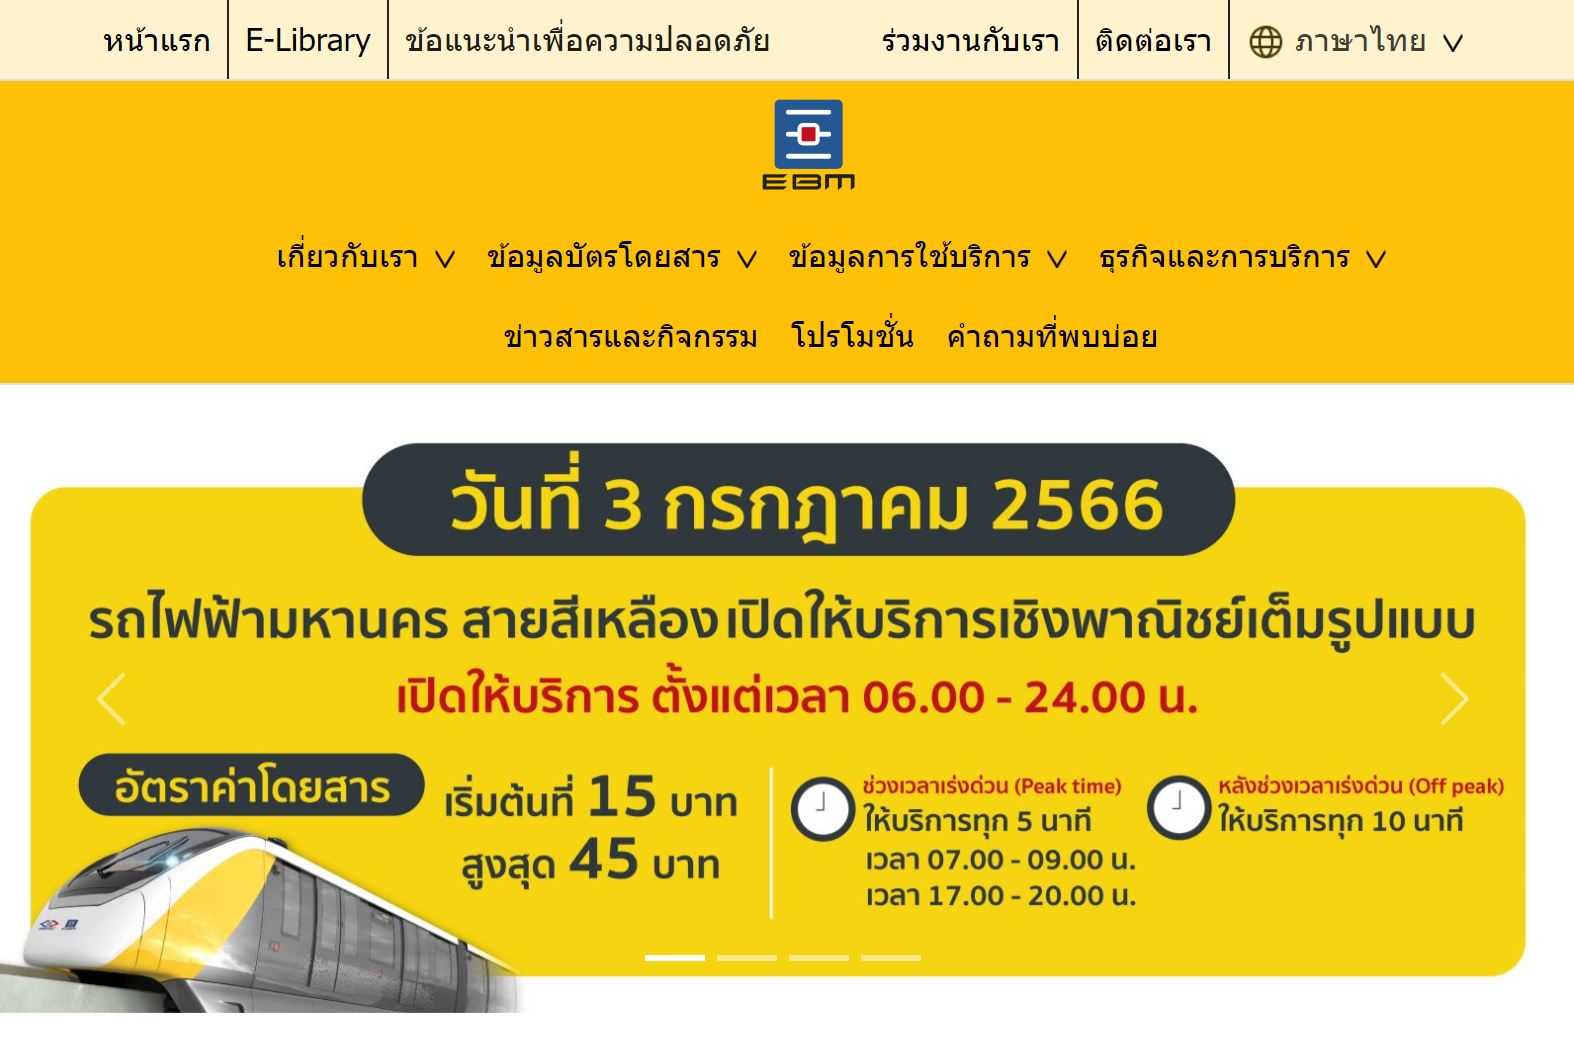 หน้าแรก E-Library ข้อแนะนำเพื่อความปลอดภัย ร่วมงานกับเรา ติดต่อเรา ภาษาไทย
EBM
เกี่ยวกับเรา ข้อมูลบัตรโดยสาร ข้อมูลการใช้บริการ ธุรกิจและการบริการ
ข่าวสารและกิจกรรม โปรโมชั่น คำถามที่พบบ่อย
วันที่ 3 กรกฎาคม 2566
รถไฟฟ้ามหานคร สายสีเหลือง เปิดให้บริการเชิงพาณิชย์เต็มรูปแบบ
เปิดให้บริการ ตั้งแต่เวลา 06.00 - 24.00 น.
อัตราค่าโดยสาร
เริ่มต้นที่ 15 บาท
สูงสุด 45 บาท
ช่วงเวลาเร่งด่วน (Peak time)
ให้บริการทุก 5 นาที
เวลา 07.00 - 09.00 น.
เวลา 17.00 - 20.00 น.
หลังช่วงเวลาเร่งด่วน (Off peak)
ให้บริการทุก 10 นาที